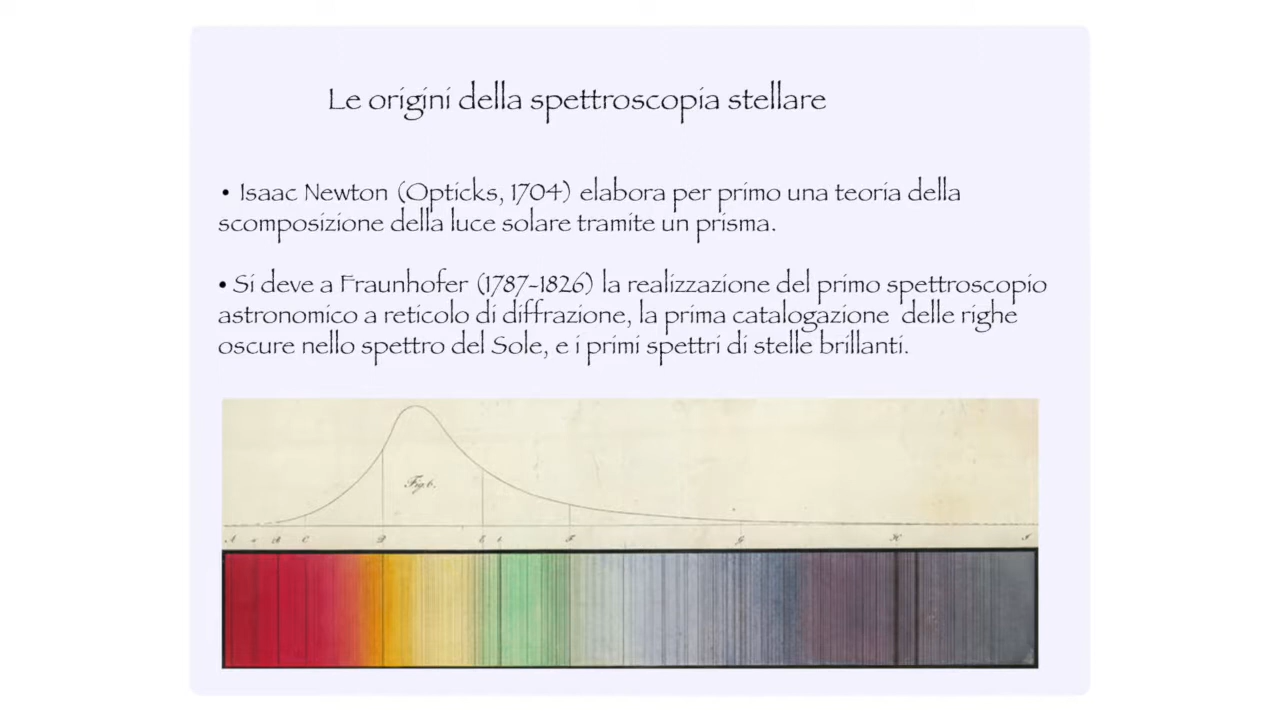 Le origini della spettroscopia stellare
• Isaac Newton (Opticks, 1704) elabora per primo una teoria della
scomposizione della luce solare tramite un prisma.
• Si deve a Fraunhofer (1787-1826) la realizzazione del primo spettroscopio
astronomico a reticolo di diffrazione, la prima catalogazione delle righe
oscure nello spettro del Sole, e i primi spettri di stelle brillanti.
Fig. 6.
A a B C D E b F G H I